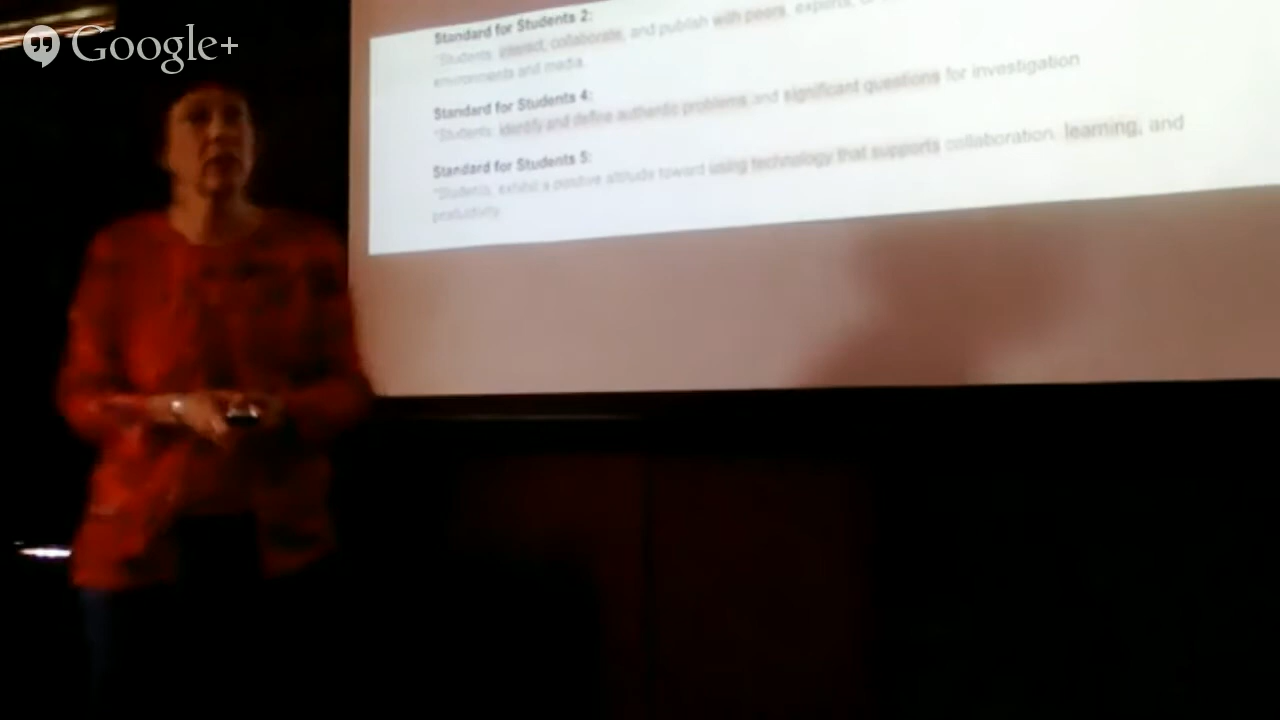 Google+
Standard for Students 2:
"Students: interact, collaborate, and publish with peers, experts,
environments and media.
Standard for Students 4:
"Students: identify and define authentic problems and significant questions for investigation
Standard for Students 5:
"Students: exhibit a positive attitude toward using technology that supports collaboration, learning, and
productivity.